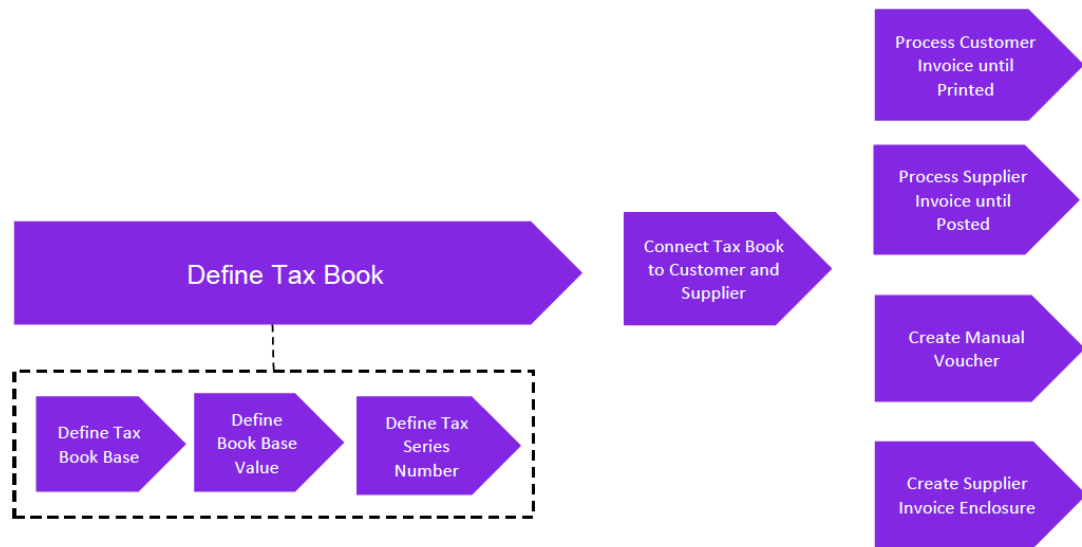 Define Tax Book
Define Tax
Book Base
Define
Book Base
Value
Define Tax
Series
Number
Connect Tax Book
to Customer and
Supplier
Process Customer
Invoice until
Printed
Process Supplier
Invoice until
Posted
Create Manual
Voucher
Create Supplier
Invoice Enclosure